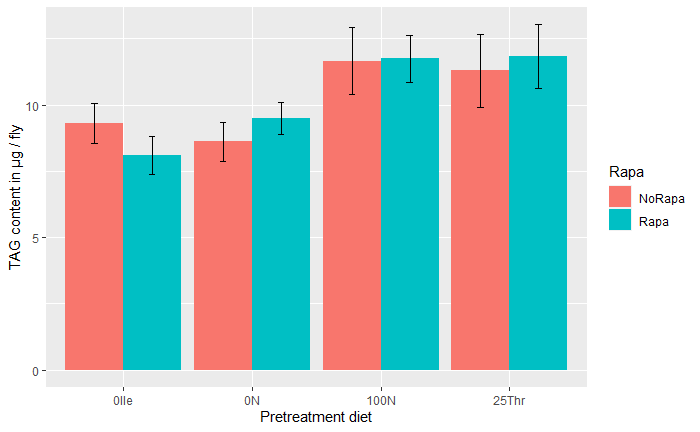 TAG content in µg / fly
10
5
0
0Ile
0N
100N
25Thr
Pretreatment diet
Rapa
NoRapa
Rapa